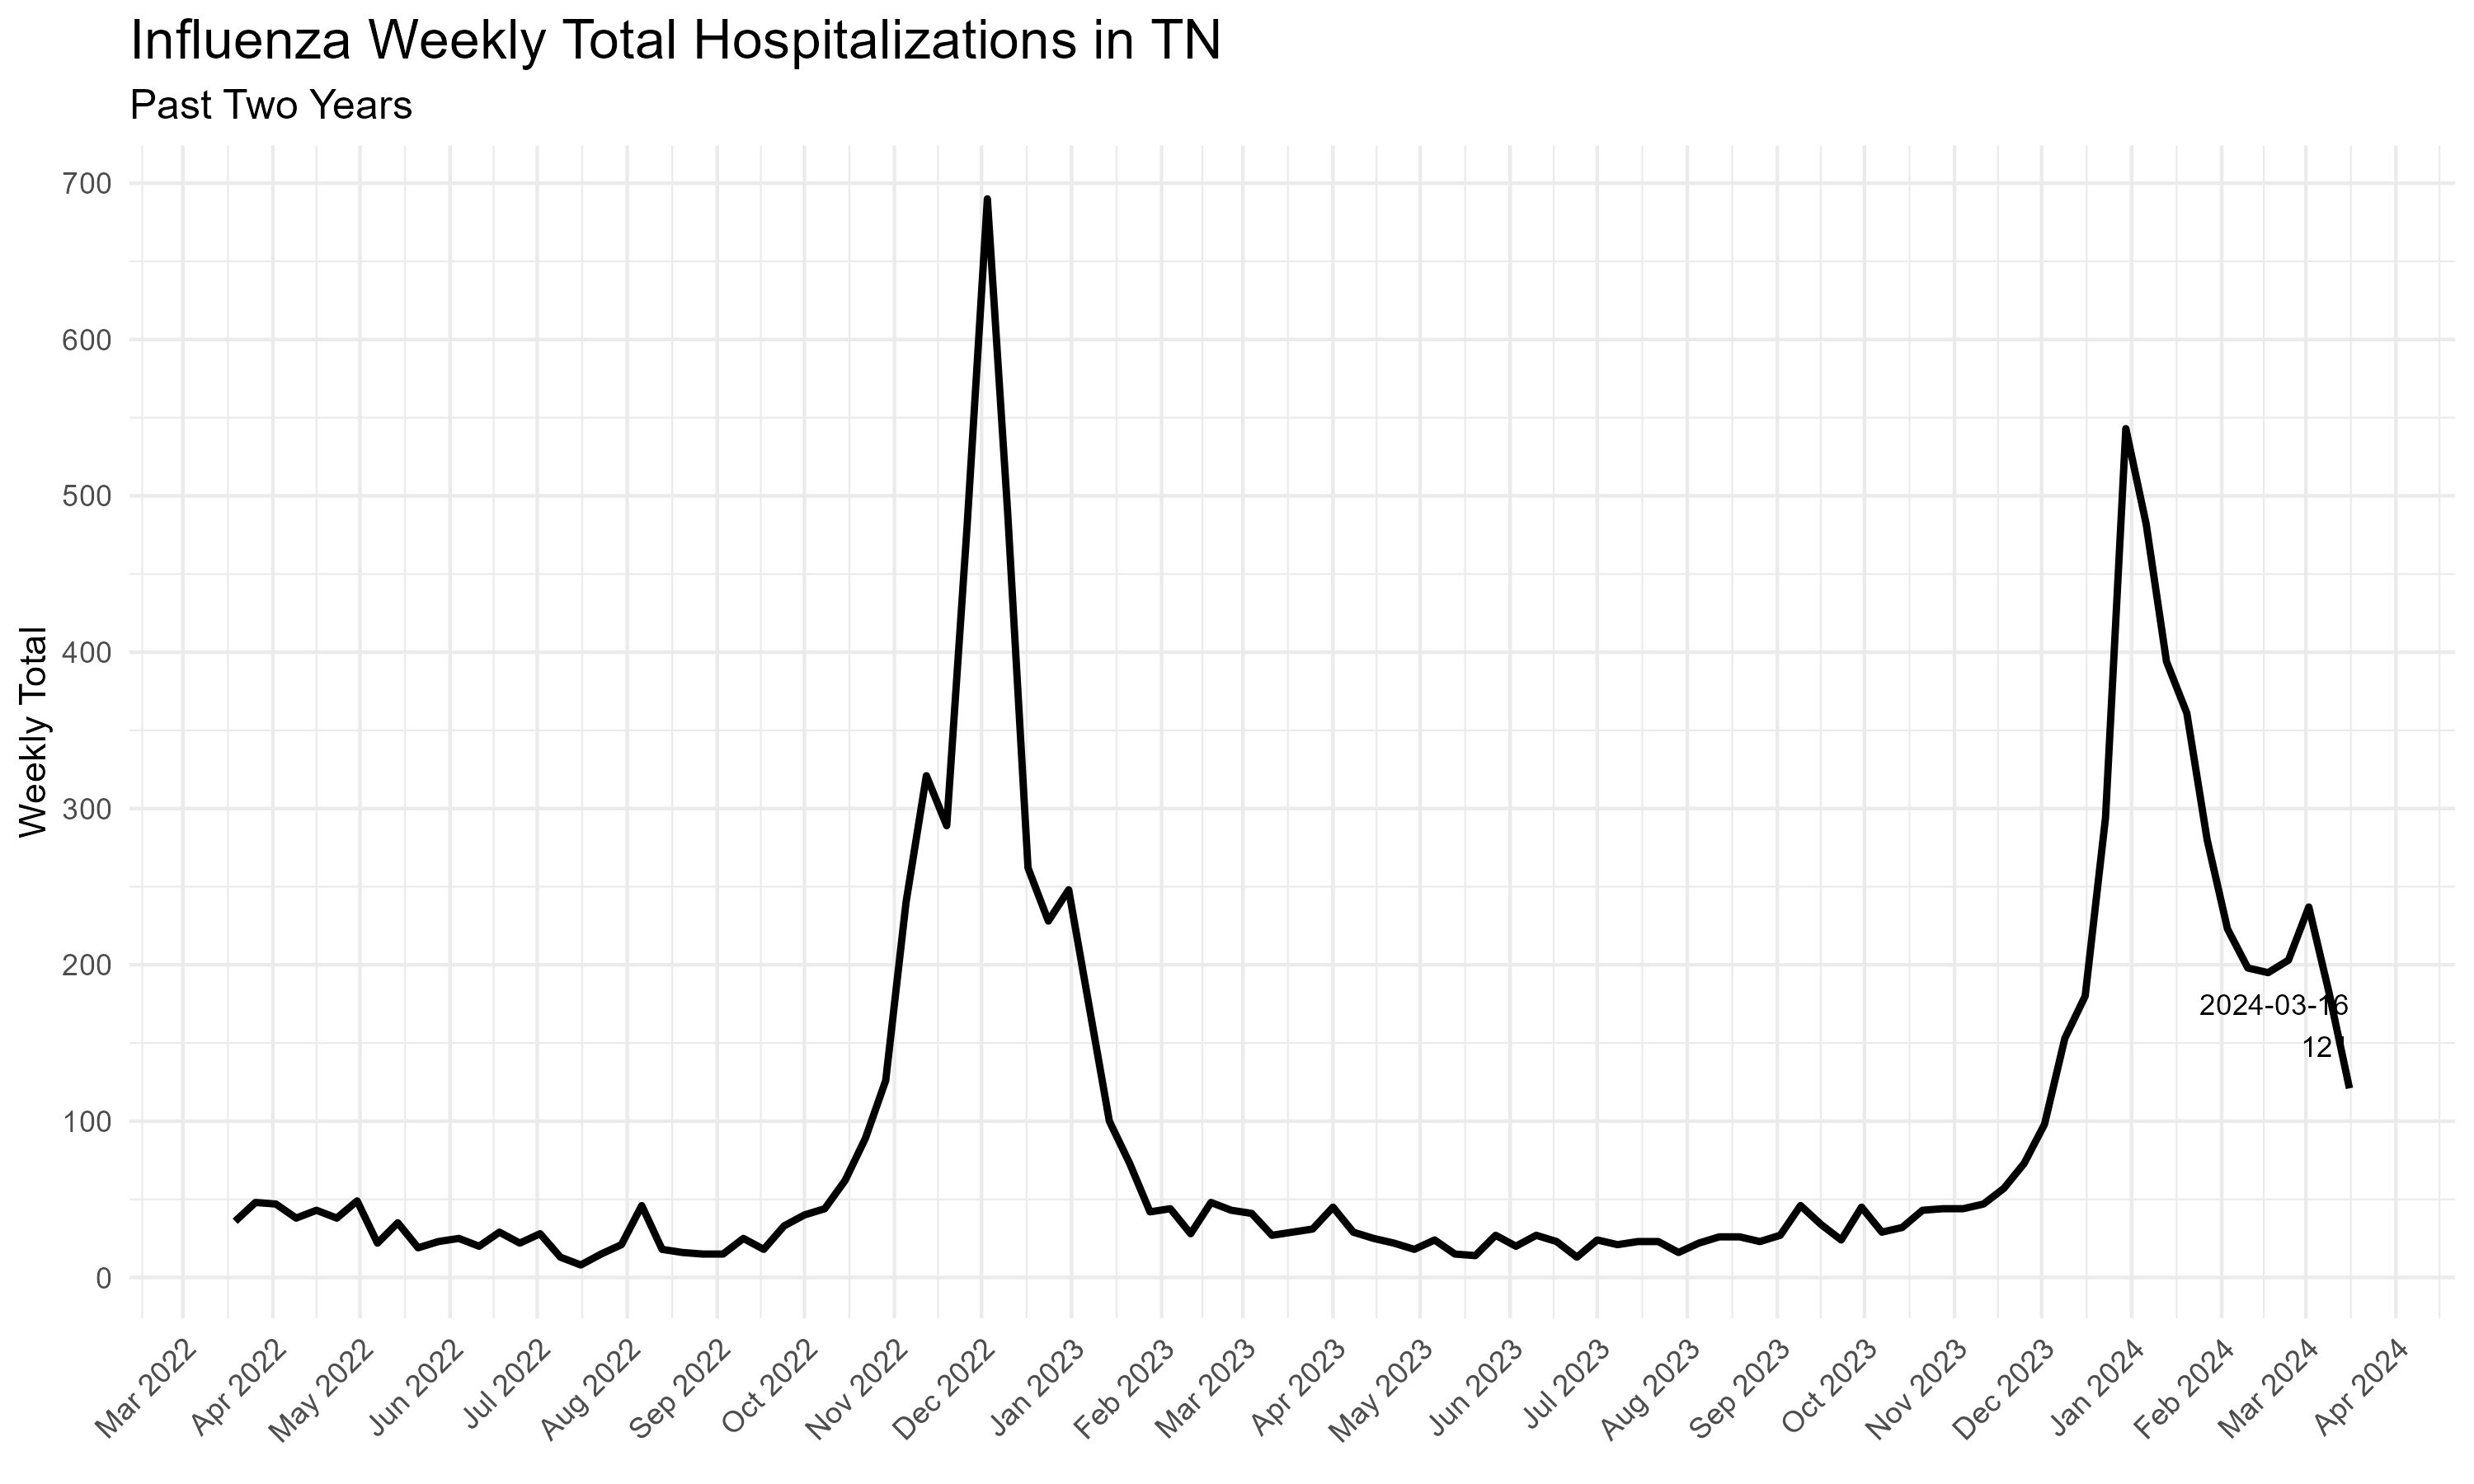 Influenza Weekly Total Hospitalizations in TN
Past Two Years
Weekly Total
700
600
500
400
300
200
100
0
2024-03-16
121
Mar 2022
Apr 2022
May 2022
Jun 2022
Jul 2022
Aug 2022
Sep 2022
Oct 2022
Nov 2022
Dec 2022
Jan 2023
Feb 2023
Mar 2023
Apr 2023
May 2023
Jun 2023
Jul 2023
Aug 2023
Sep 2023
Oct 2023
Nov 2023
Dec 2023
Jan 2024
Feb 2024
Mar 2024
Apr 2024